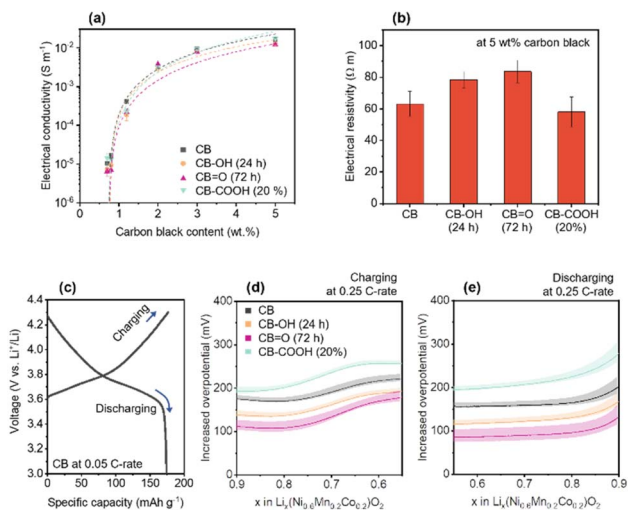 (a)
Electrical conductivity (S m⁻¹)
10⁻²
10⁻³
10⁻⁴
10⁻⁵
10⁻⁶
CB
CB-OH (24 h)
CB=O (72 h)
CB-COOH (20 %)
0 1 2 3 4 5
Carbon black content (wt.%)
(b)
at 5 wt% carbon black
Electrical resistivity (Ω m)
120
100
80
60
40
20
0
CB CB-OH CB=O CB-COOH
(24 h) (72 h) (20%)
(c)
Voltage (V vs. Li⁺/Li)
4.4
4.2
4.0
3.8
3.6
3.4
3.2
3.0
Charging
Discharging
CB at 0.05 C-rate
0 50 100 150 200
Specific capacity (mAh g⁻¹)
(d)
Charging
at 0.25 C-rate
Increased overpotential (mV)
400
300
200
100
0
CB
CB-OH (24 h)
CB=O (72 h)
CB-COOH (20%)
0.9 0.8 0.7 0.6
x in Liₓ(Ni₀.₆Mn₀.₂Co₀.₂)O₂
(e)
Discharging
at 0.25 C-rate
Increased overpotential (mV)
400
300
200
100
0
0.6 0.7 0.8 0.9
x in Liₓ(Ni₀.₆Mn₀.₂Co₀.₂)O₂